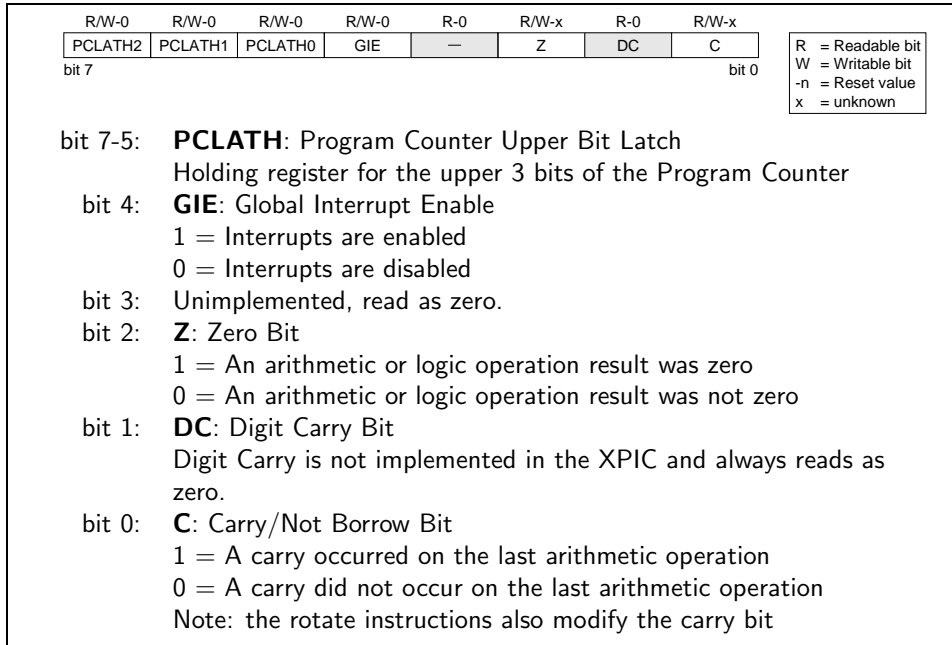 R/W-0 R/W-0 R/W-0 R/W-0 R-0 R/W-x R-0 R/W-x
PCLATH2 PCLATH1 PCLATH0 GIE — Z DC C
bit 7 bit 0
R = Readable bit
W = Writable bit
-n = Reset value
x = unknown
bit 7-5: PCLATH: Program Counter Upper Bit Latch
Holding register for the upper 3 bits of the Program Counter
bit 4: GIE: Global Interrupt Enable
1 = Interrupts are enabled
0 = Interrupts are disabled
bit 3: Unimplemented, read as zero.
bit 2: Z: Zero Bit
1 = An arithmetic or logic operation result was zero
0 = An arithmetic or logic operation result was not zero
bit 1: DC: Digit Carry Bit
Digit Carry is not implemented in the XPIC and always reads as
zero.
bit 0: C: Carry/Not Borrow Bit
1 = A carry occurred on the last arithmetic operation
0 = A carry did not occur on the last arithmetic operation
Note: the rotate instructions also modify the carry bit